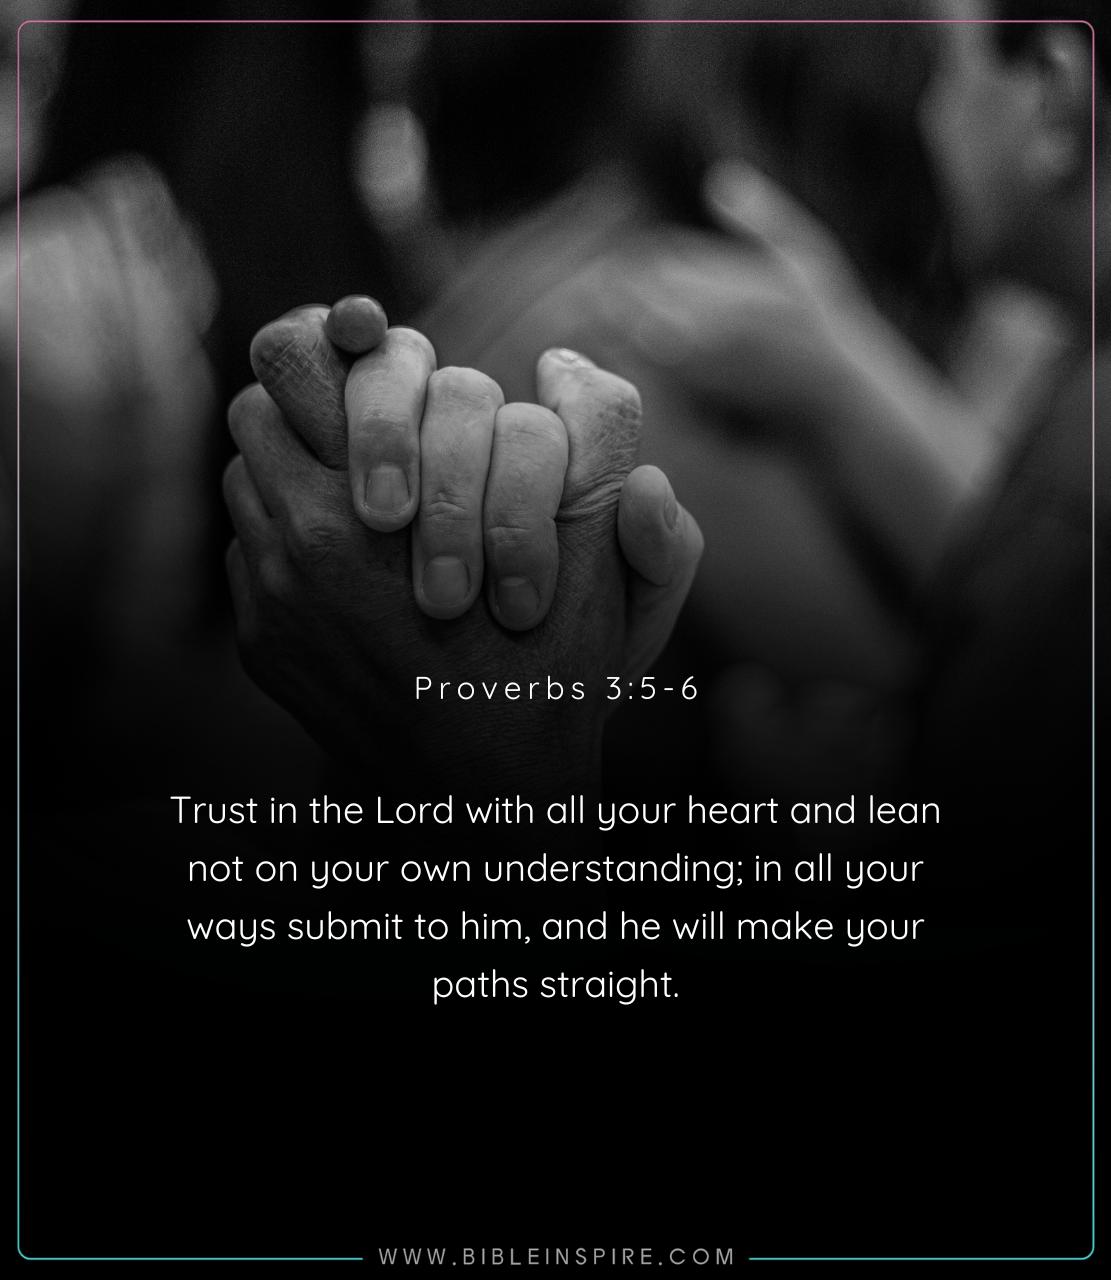 Proverbs 3:5-6
Trust in the Lord with all your heart and lean
not on your own understanding; in all your
ways submit to him, and he will make your
paths straight.
WWW.BIBLEINSPIRE.COM